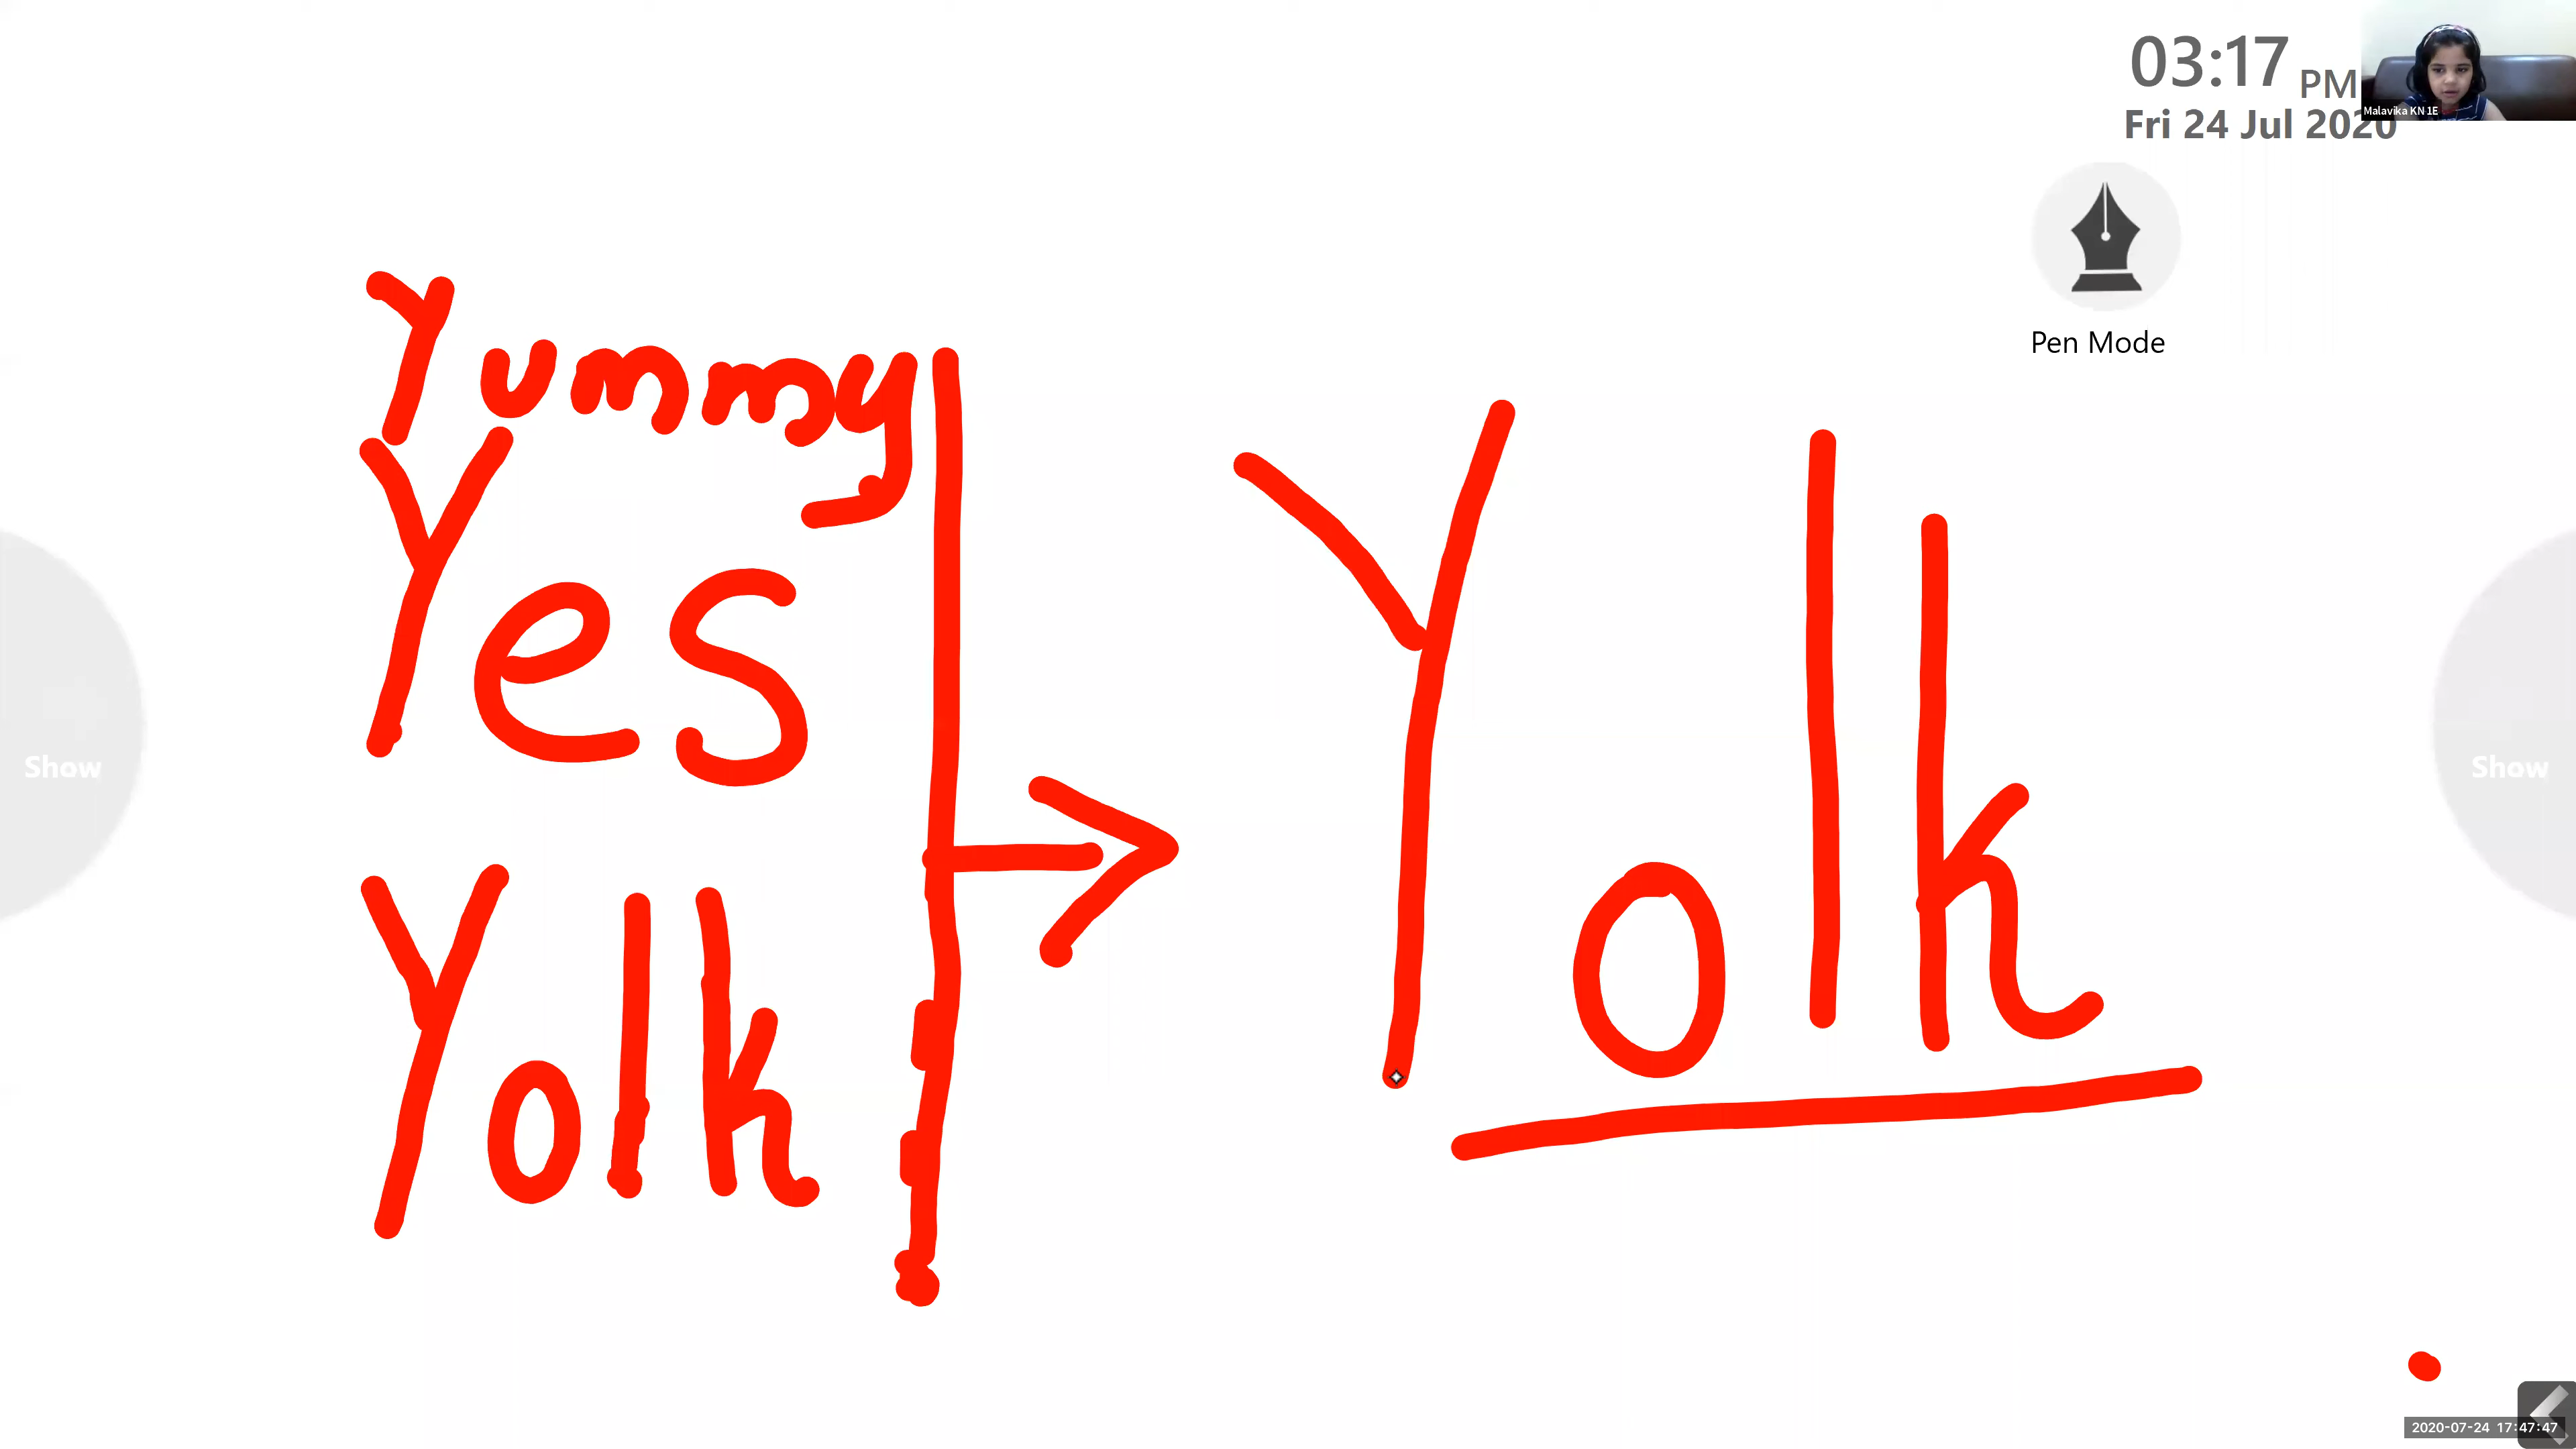 03:17 PM
Malavika KN 1E
Fri 24 Jul 2020
Pen Mode
Yummy
Yes
Yolk
Yolk
Show
Show
2020-07-24 17:47:47